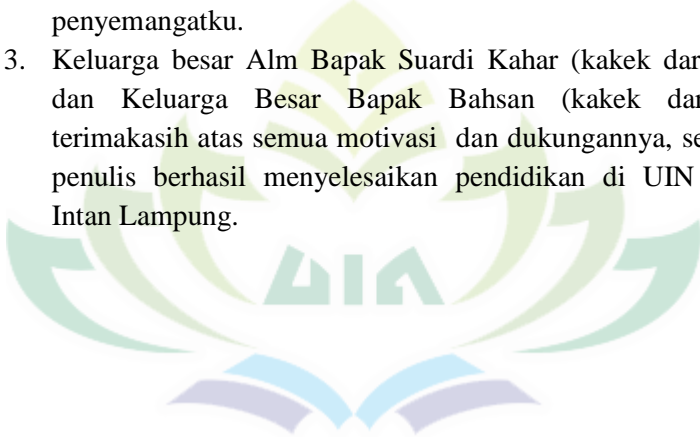 penyemangatku.
3. Keluarga besar Alm Bapak Suardi Kahar (kakek dar
dan Keluarga Besar Bapak Bahsan (kakek dar
terimakasih atas semua motivasi dan dukungannya, se
penulis berhasil menyelesaikan pendidikan di UIN
Intan Lampung.
UIN